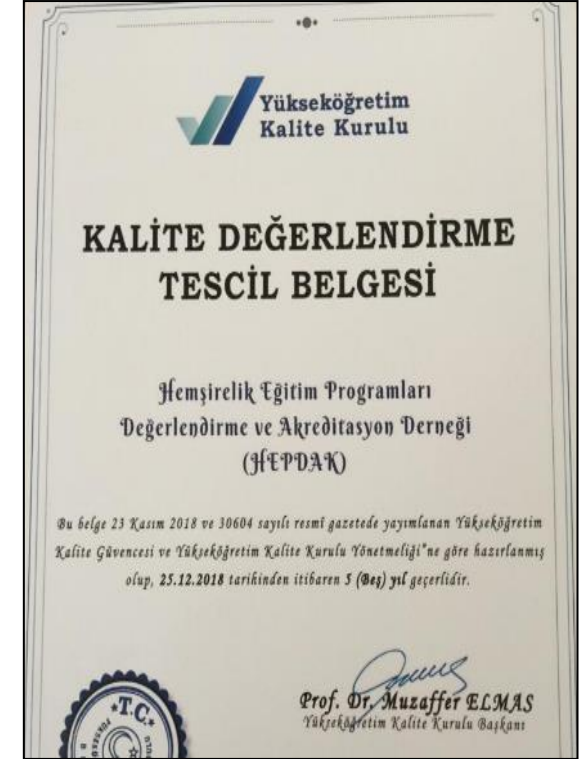 Yükseköğretim
Kalite Kurulu
KALİTE DEĞERLENDİRME
TESCİL BELGESİ
Hemşirelik Eğitim Programları
Değerlendirme ve Akreditasyon Derneği
(HEPDAK)
Bu belge 23 Kasım 2018 ve 30604 sayılı resmî gazetede yayımlanan Yükseköğretim
Kalite Güvencesi ve Yükseköğretim Kalite Kurulu Yönetmeliği"ne göre hazırlanmış
olup, 25.12.2018 tarihinden itibaren 5 (Beş) yıl geçerlidir.
Prof. Dr. Muzaffer ELMAS
Yükseköğretim Kalite Kurulu Başkanı
T.C.